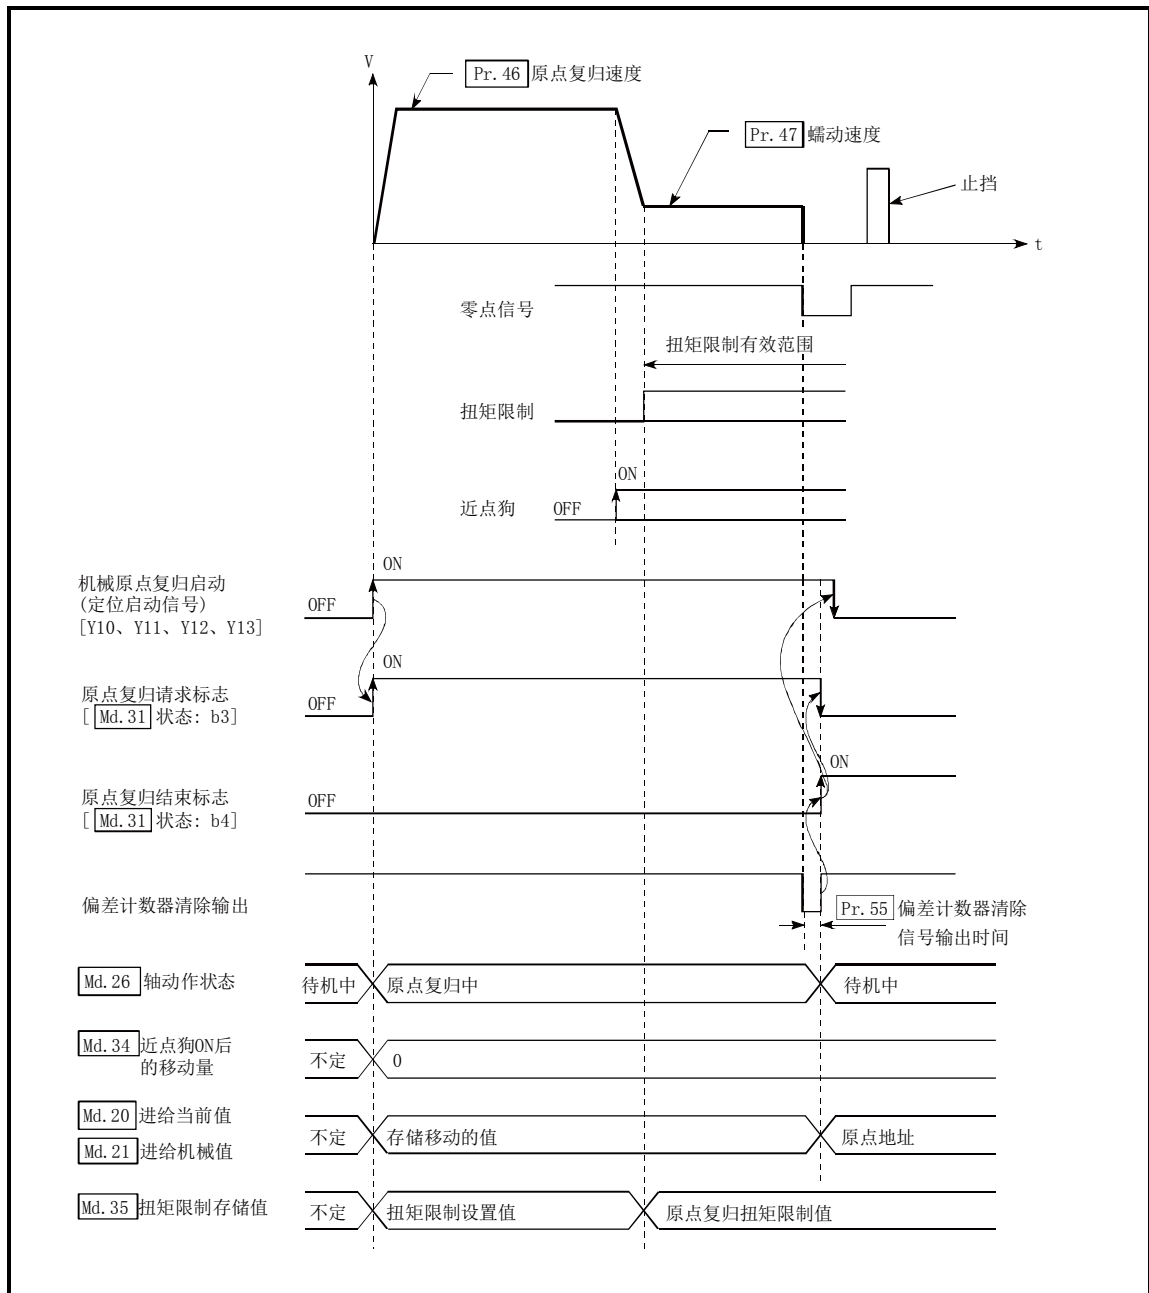 V
Pr.46 原点复归速度
Pr.47 蠕动速度
止挡
t
零点信号
扭矩限制有效范围
扭矩限制
ON
近点狗 OFF
ON
机械原点复归启动
(定位启动信号)
[Y10、Y11、Y12、Y13]
OFF
ON
原点复归请求标志
[ Md.31 状态: b3]
OFF
ON
原点复归结束标志
[ Md.31 状态: b4]
OFF
偏差计数器清除输出
Pr.55 偏差计数器清除
信号输出时间
Md.26 轴动作状态 待机中 原点复归中 待机中
Md.34 近点狗ON后
的移动量
不定 0
Md.20 进给当前值
Md.21 进给机械值
不定 存储移动的值 原点地址
Md.35 扭矩限制存储值 不定 扭矩限制设置值 原点复归扭矩限制值